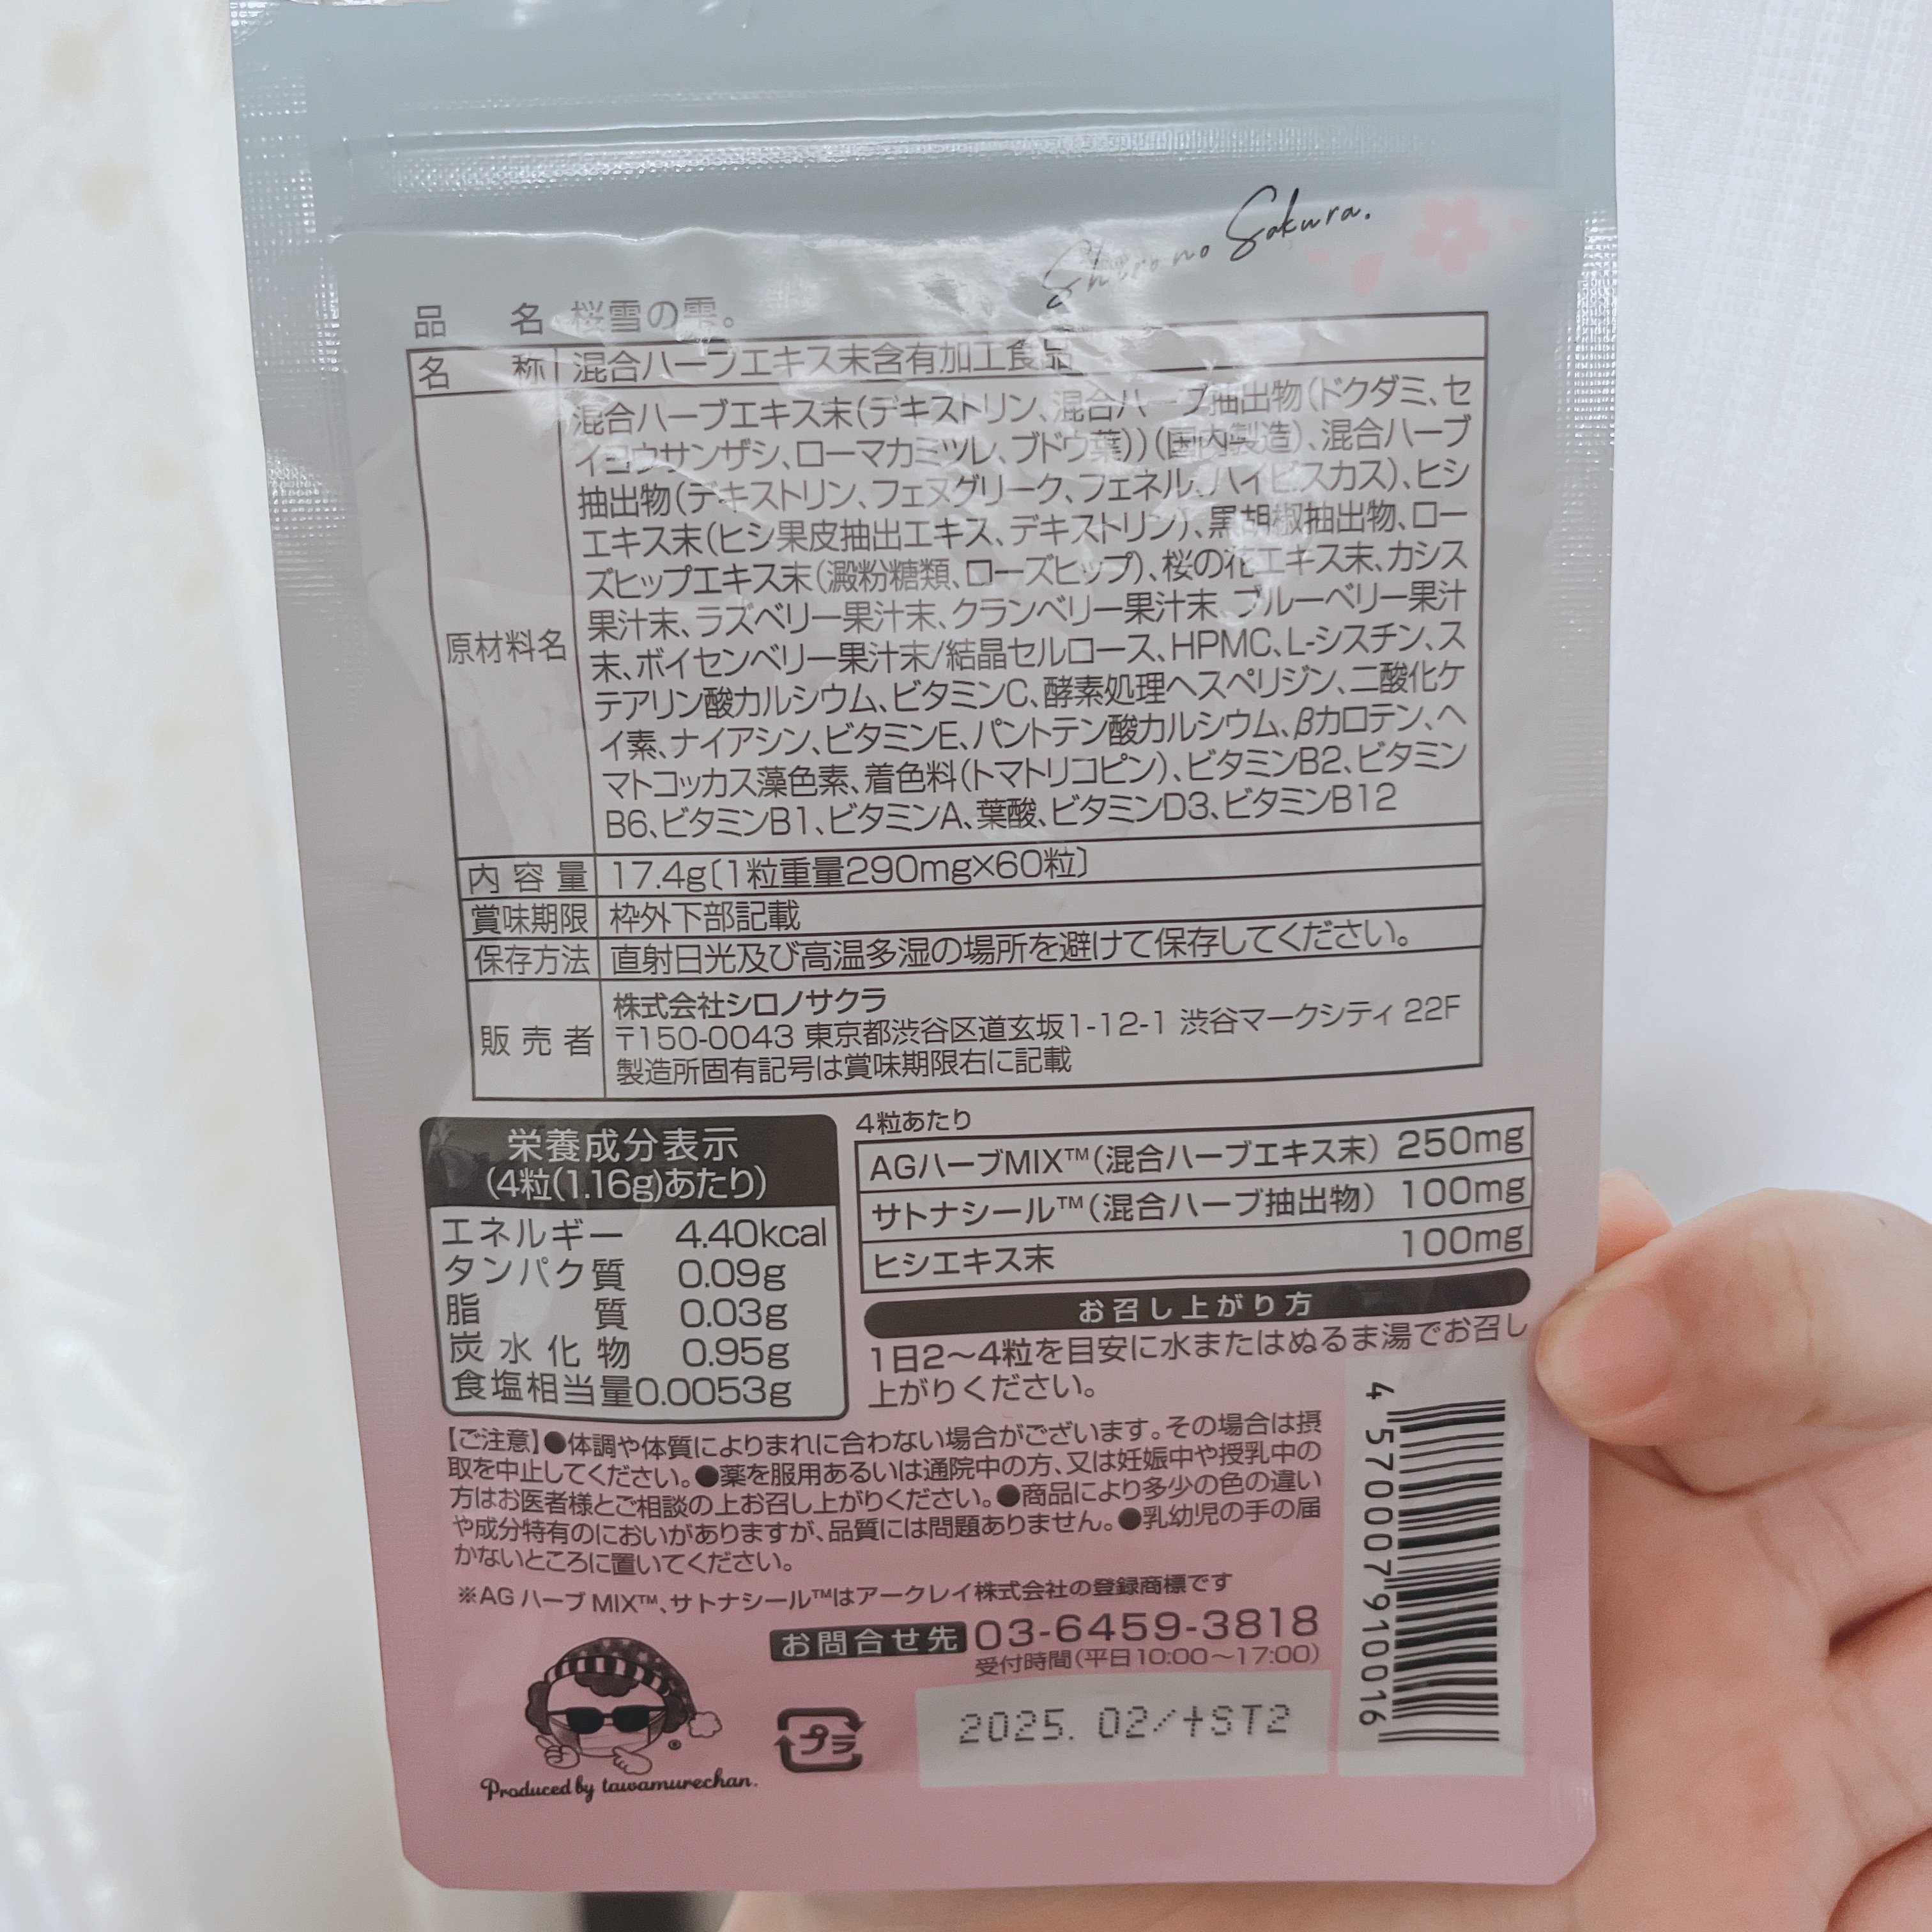 Shiro no Sakura.
品 名 桜雪の雫。
名 称 混合ハーブエキス末含有加工食品
原材料名
混合ハーブエキス末(デキストリン、混合ハーブ抽出物(ドクダミ、セ
イヨウサンザシ、ローマカミツレ、ブドウ葉))(国内製造)、混合ハーブ
抽出物(デキストリン、フェヌグリーク、フェネル、ハイビスカス)、ヒシ
エキス末(ヒシ果皮抽出エキス、デキストリン)、黒胡椒抽出物、ロー
ズヒップエキス末(澱粉糖類、ローズヒップ)、桜の花エキス末、カシス
果汁末、ラズベリー果汁末、クランベリー果汁末、ブルーベリー果汁
末、ボイセンベリー果汁末/結晶セルロース、HPMC、L-シスチン、ス
テアリン酸カルシウム、ビタミンC、酵素処理ヘスペリジン、二酸化ケ
イ素、ナイアシン、ビタミンE、パントテン酸カルシウム、βカロテン、ヘ
マトコッカス藻色素、着色料(トマトリコピン)、ビタミンB2、ビタミン
B6、ビタミンB1、ビタミンA、葉酸、ビタミンD3、ビタミンB12
内容量 17.4g〔1粒重量290mg×60粒〕
賞味期限 枠外下部記載
保存方法 直射日光及び高温多湿の場所を避けて保存してください。
販売者
株式会社シロノサクラ
〒150-0043 東京都渋谷区道玄坂1-12-1 渋谷マークシティ 22F
製造所固有記号は賞味期限右に記載
栄養成分表示
(4粒(1.16g)あたり)
エネルギー 4.40kcal
タンパク質 0.09g
脂質 0.03g
炭水化物 0.95g
食塩相当量0.0053g
4粒あたり
AGハーブMIX™(混合ハーブエキス末) 250mg
サトナシール™(混合ハーブ抽出物) 100mg
ヒシエキス末 100mg
お召し上がり方
1日2〜4粒を目安に水またはぬるま湯でお召し
上がりください。
【ご注意】●体調や体質によりまれに合わない場合がございます。その場合は摂
取を中止してください。●薬を服用あるいは通院中の方、又は妊娠中や授乳中の
方はお医者様とご相談の上お召し上がりください。●商品により多少の色の違い
や成分特有のにおいがありますが、品質には問題ありません。●乳幼児の手の届
かないところに置いてください。
※AG ハーブ MIX™、サトナシール™はアークレイ株式会社の登録商標です
お問合せ先 03-6459-3818
受付時間(平日10:00〜17:00)
2025. 02/+ST2
プラ
Produced by tawamurechan.
4 570007 910016